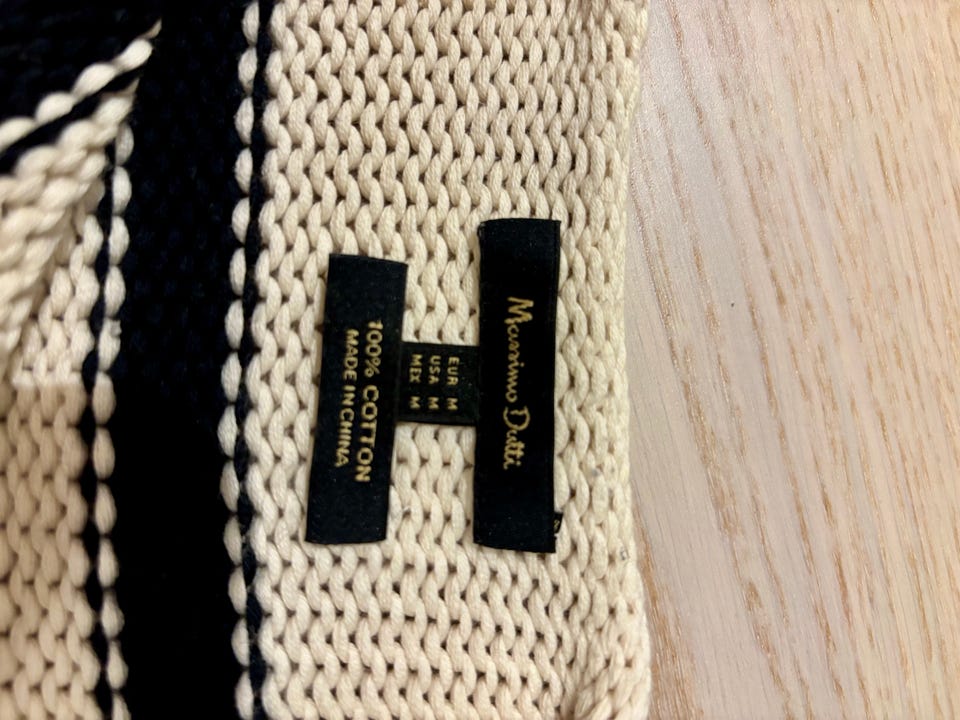 Massimo Dutti
EUR M
USA M
MEX M
100% COTTON
MADE IN CHINA